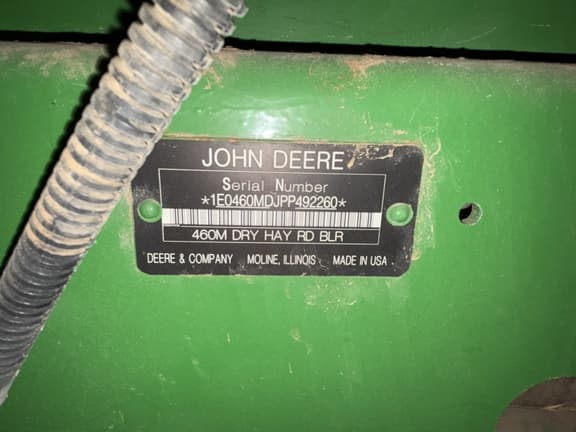 JOHN DEERE
Serial Number
*1E0460MDJPP492260*
460M DRY HAY RD BLR
DEERE & COMPANY MOLINE, ILLINOIS MADE IN USA